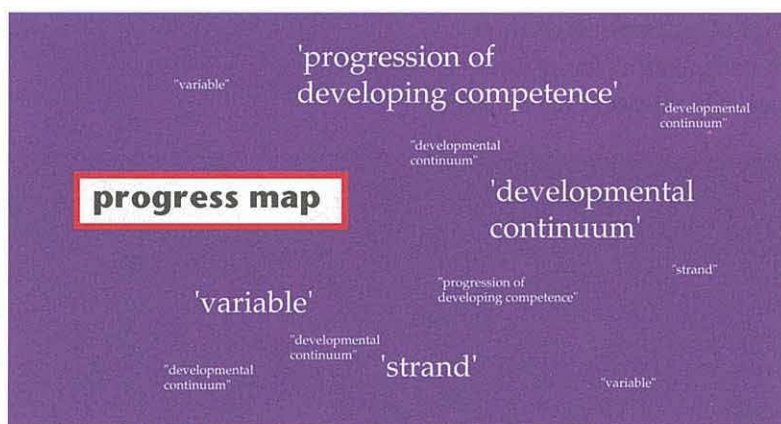 'progression of
developing competence'
"variable"
"developmental
continuum"
"developmental
continuum"
progress map
'developmental
continuum'
"strand"
"progression of
developing competence"
'variable'
"developmental
continuum"
'strand'
"developmental
continuum"
"variable"